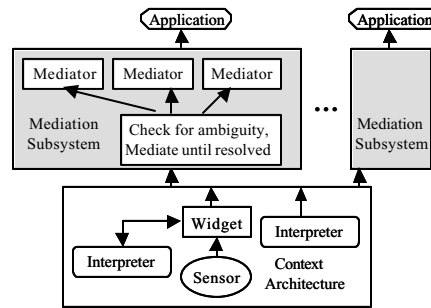 Application
Application
Mediator
Mediator
Mediator
Mediation
Subsystem
Check for ambiguity,
Mediate until resolved
...
Mediation
Subsystem
Widget
Interpreter
Interpreter
Sensor
Context
Architecture